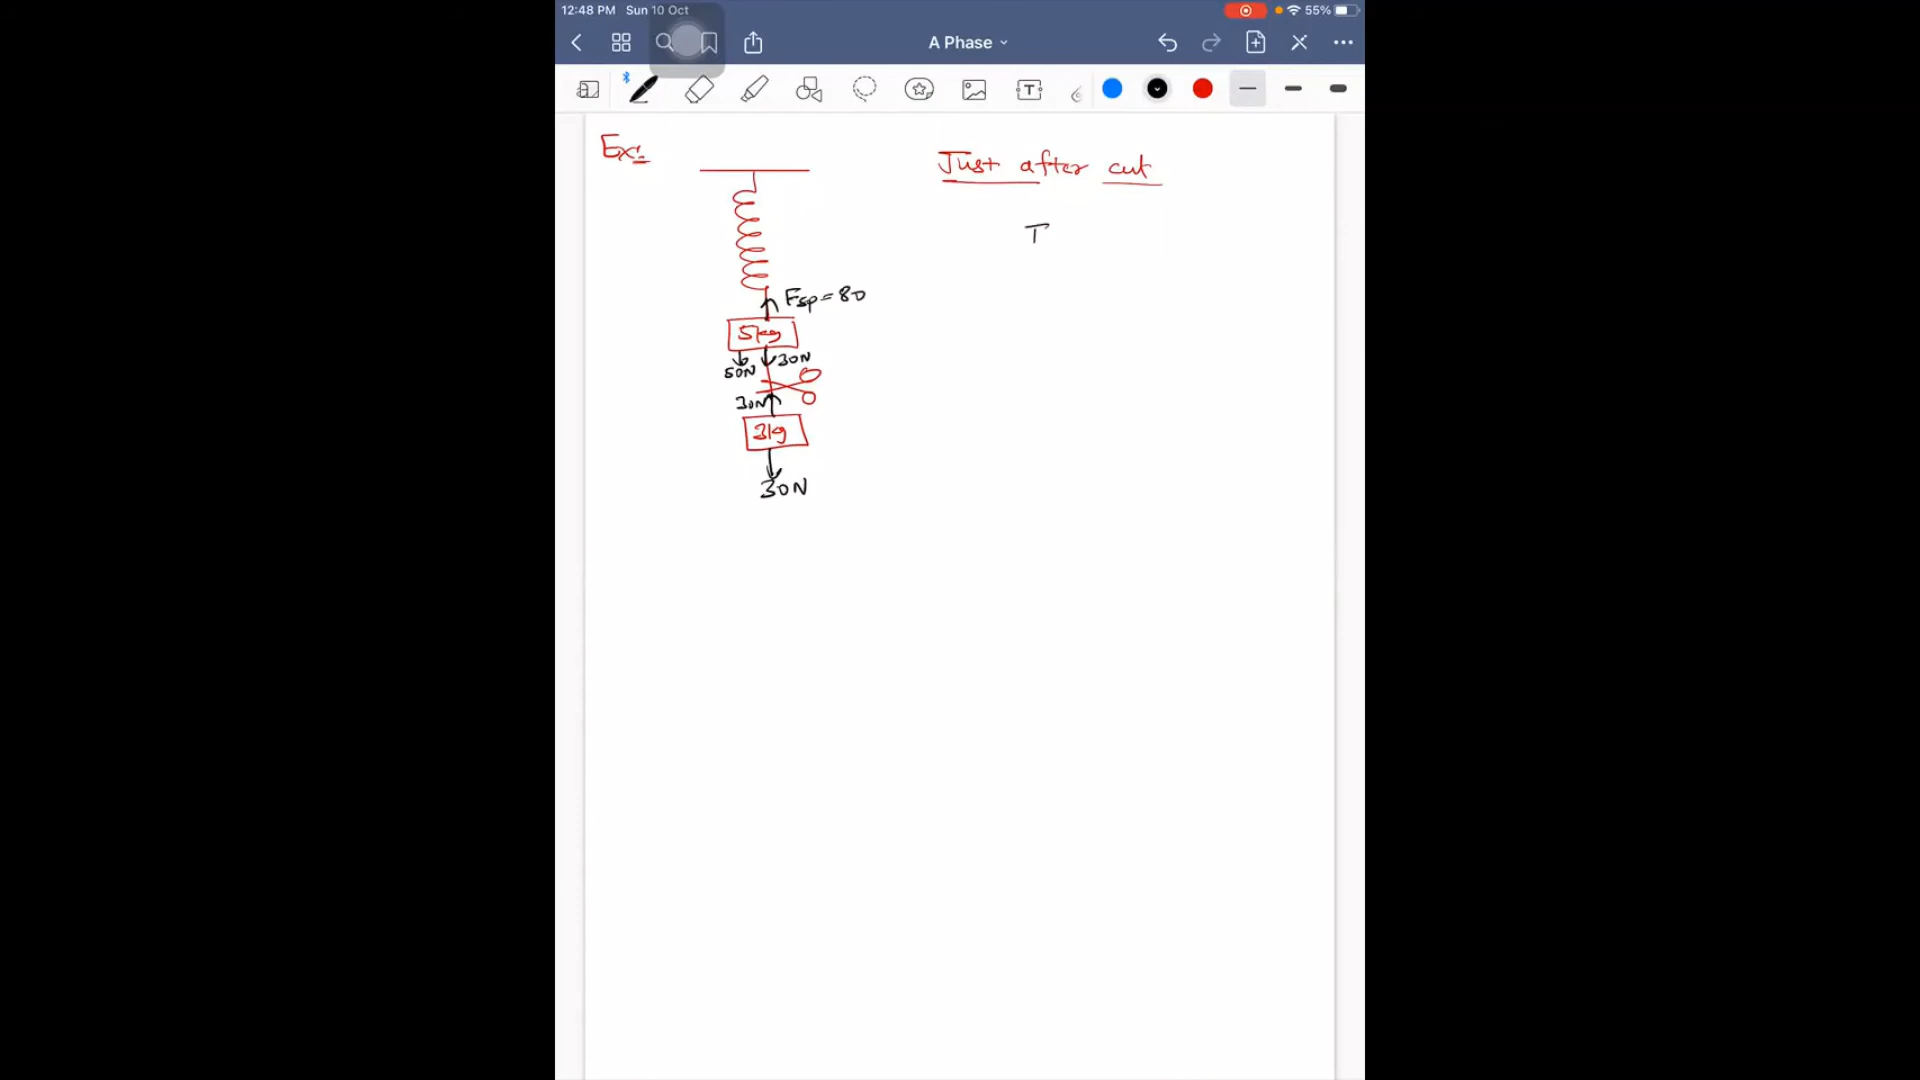 12:48 PM Sun 10 Oct
55%
A Phase
T
Ex:
Just after cut
T
Fsp = 80
5kg
30N
50N
30N
3kg
30N